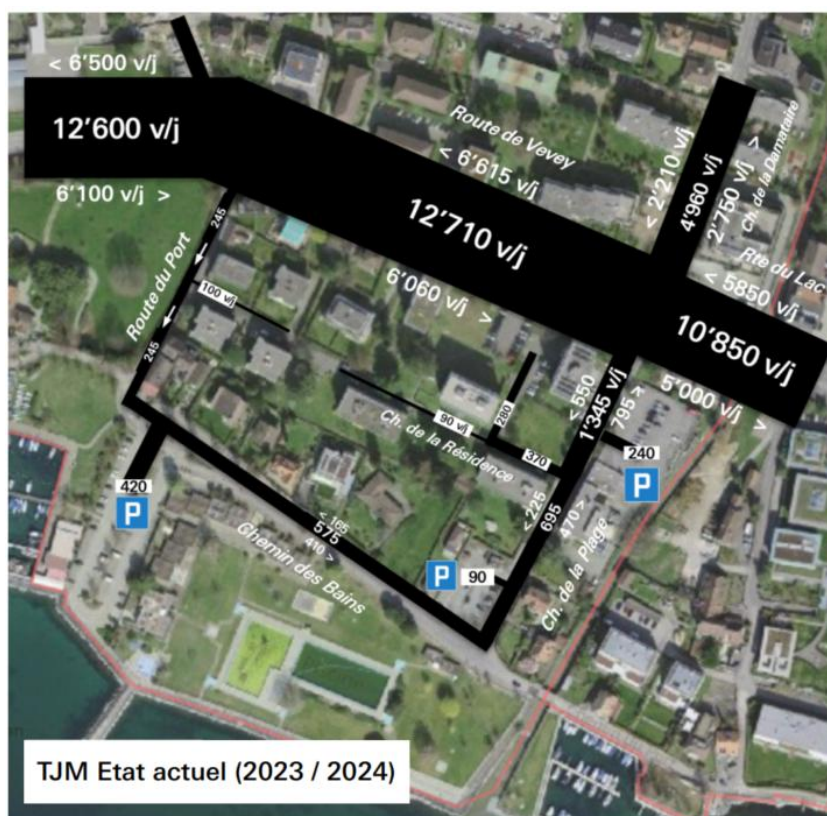 < 6'500 v/j
12'600 v/j
6'100 v/j >
Route de Vevey
< 6'615 v/j
12'710 v/j
6'060 v/j >
< 2'210 v/j
4'960 v/j
2'750 v/j >
Ch. de la Damataire
Rte du Lac
< 5850 v/j
10'850 v/j
5'000 v/j >
245
Route du Port
245
100 v/j
90 v/j
Ch. de la Résidence
280
370
< 550
1'345 v/j
795 >
240
P
420
P
< 165
575
410 >
Chemin des Bains
< 225
695
470 >
Ch. de la Plage
P
90
TJM Etat actuel (2023 / 2024)